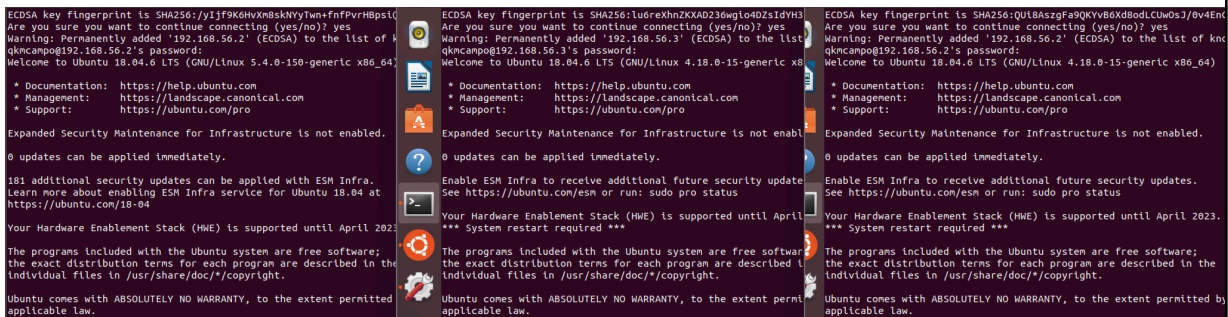 ECDSA key fingerprint is SHA256:/yIjf9K6HvXm8skNYyTwn+fnfPvrHBpsi
Are you sure you want to continue connecting (yes/no)? yes
Warning: Permanently added '192.168.56.2' (ECDSA) to the list of
qkmcampo@192.168.56.2's password:
Welcome to Ubuntu 18.04.6 LTS (GNU/Linux 5.4.0-150-generic x86_64)
* Documentation: https://help.ubuntu.com
* Management: https://landscape.canonical.com
* Support: https://ubuntu.com/pro
Expanded Security Maintenance for Infrastructure is not enabled.
0 updates can be applied immediately.
181 additional security updates can be applied with ESM Infra.
Learn more about enabling ESM Infra service for Ubuntu 18.04 at
https://ubuntu.com/18-04
Your Hardware Enablement Stack (HWE) is supported until April 2023
The programs included with the Ubuntu system are free software;
the exact distribution terms for each program are described in the
individual files in /usr/share/doc/*/copyright.
Ubuntu comes with ABSOLUTELY NO WARRANTY, to the extent permitted
applicable law.
ECDSA key fingerprint is SHA256:lu6reXhnZKXAD236wgio4DZsIdYH3
Are you sure you want to continue connecting (yes/no)? yes
Warning: Permanently added '192.168.56.3' (ECDSA) to the list
qkmcampo@192.168.56.3's password:
Welcome to Ubuntu 18.04.6 LTS (GNU/Linux 4.18.0-15-generic x8
* Documentation: https://help.ubuntu.com
* Management: https://landscape.canonical.com
* Support: https://ubuntu.com/pro
Expanded Security Maintenance for Infrastructure is not enabl
0 updates can be applied immediately.
Enable ESM Infra to receive additional future security update
See https://ubuntu.com/esm or run: sudo pro status
Your Hardware Enablement Stack (HWE) is supported until April
*** System restart required ***
The programs included with the Ubuntu system are free softwar
the exact distribution terms for each program are described i
individual files in /usr/share/doc/*/copyright.
Ubuntu comes with ABSOLUTELY NO WARRANTY, to the extent permi
applicable law.
ECDSA key fingerprint is SHA256:QUi8AszgFa9QKYvB6Xd8odLCUwOsJ/0v4End
Are you sure you want to continue connecting (yes/no)? yes
Warning: Permanently added '192.168.56.2' (ECDSA) to the list of kno
qkmcampo@192.168.56.2's password:
Welcome to Ubuntu 18.04.6 LTS (GNU/Linux 4.18.0-15-generic x86_64)
* Documentation: https://help.ubuntu.com
* Management: https://landscape.canonical.com
* Support: https://ubuntu.com/pro
Expanded Security Maintenance for Infrastructure is not enabled.
0 updates can be applied immediately.
Enable ESM Infra to receive additional future security updates.
See https://ubuntu.com/esm or run: sudo pro status
Your Hardware Enablement Stack (HWE) is supported until April 2023.
*** System restart required ***
The programs included with the Ubuntu system are free software;
the exact distribution terms for each program are described in the
individual files in /usr/share/doc/*/copyright.
Ubuntu comes with ABSOLUTELY NO WARRANTY, to the extent permitted by
applicable law.